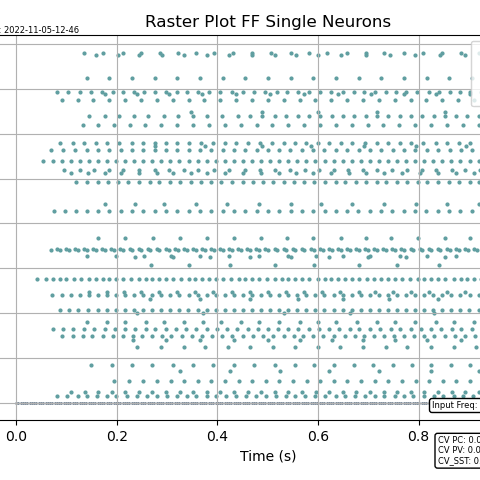 Raster Plot FF Single Neurons
: 2022-11-05-12-46
Input Freq:
0.0 0.2 0.4 0.6 0.8
Time (s)
CV PC: 0.0
CV PV: 0.0
CV_SST: 0